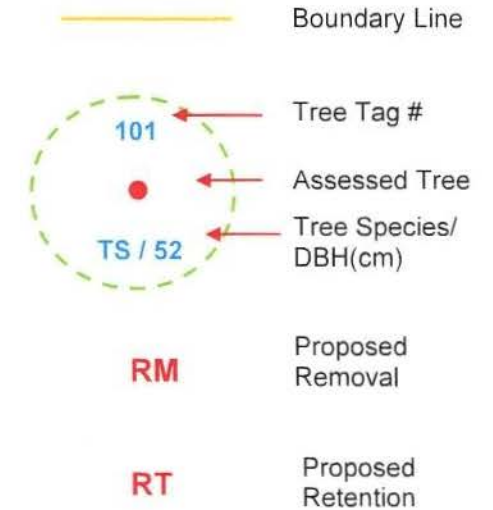 Boundary Line
101
Tree Tag #
Assessed Tree
TS / 52
Tree Species/
DBH(cm)
RM
Proposed
Removal
RT
Proposed
Retention